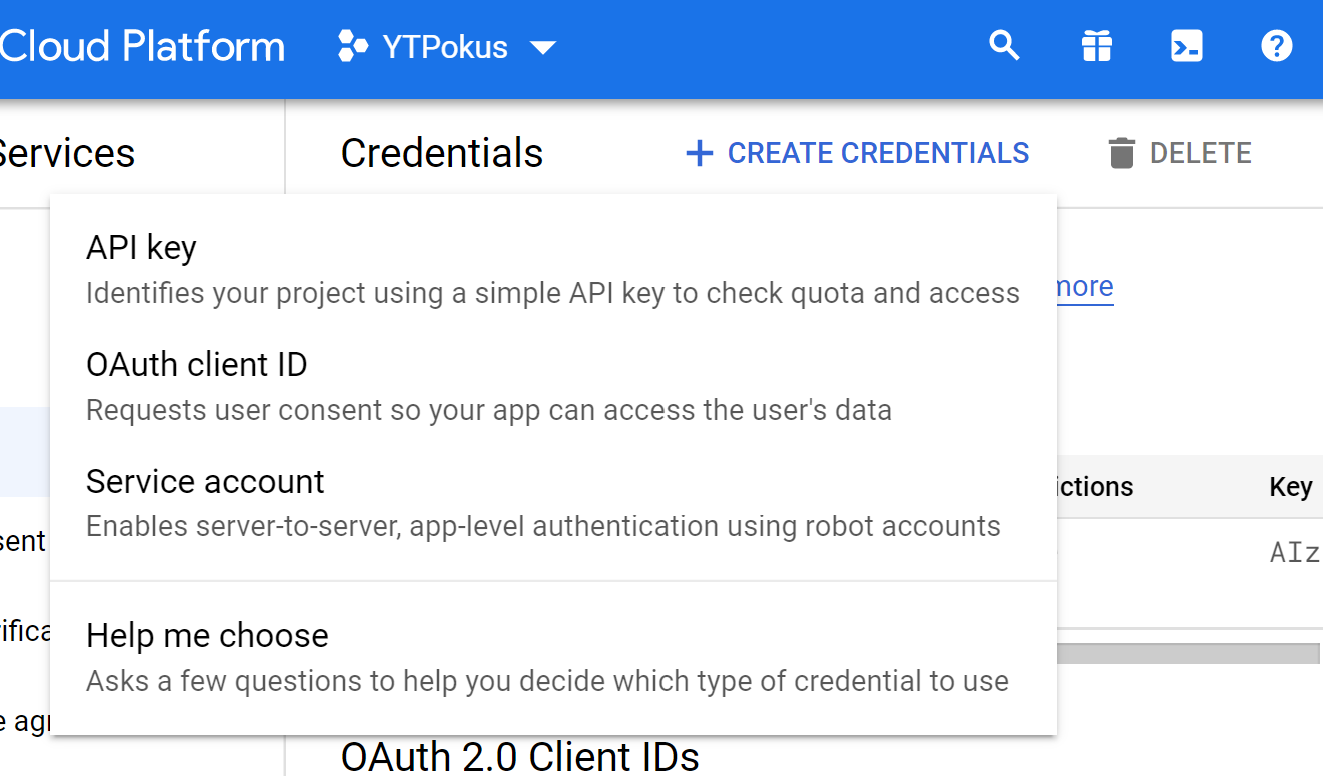 Cloud Platform YTPokus
Services Credentials CREATE CREDENTIALS DELETE
API key
Identifies your project using a simple API key to check quota and access
more
OAuth client ID
Requests user consent so your app can access the user's data
Service account
ictions Key
Enables server-to-server, app-level authentication using robot accounts
sent
AIz
Help me choose
ifica
Asks a few questions to help you decide which type of credential to use
e agr
OAuth 2.0 Client IDs